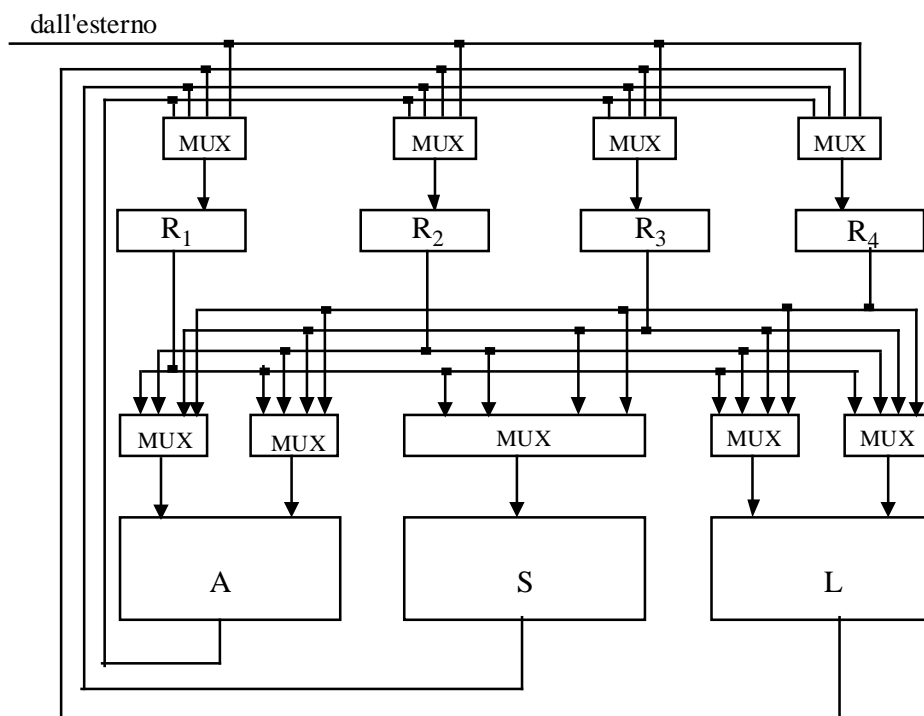 dall'esterno
MUX MUX MUX MUX
R1 R2 R3 R4
MUX MUX MUX MUX MUX
A S L